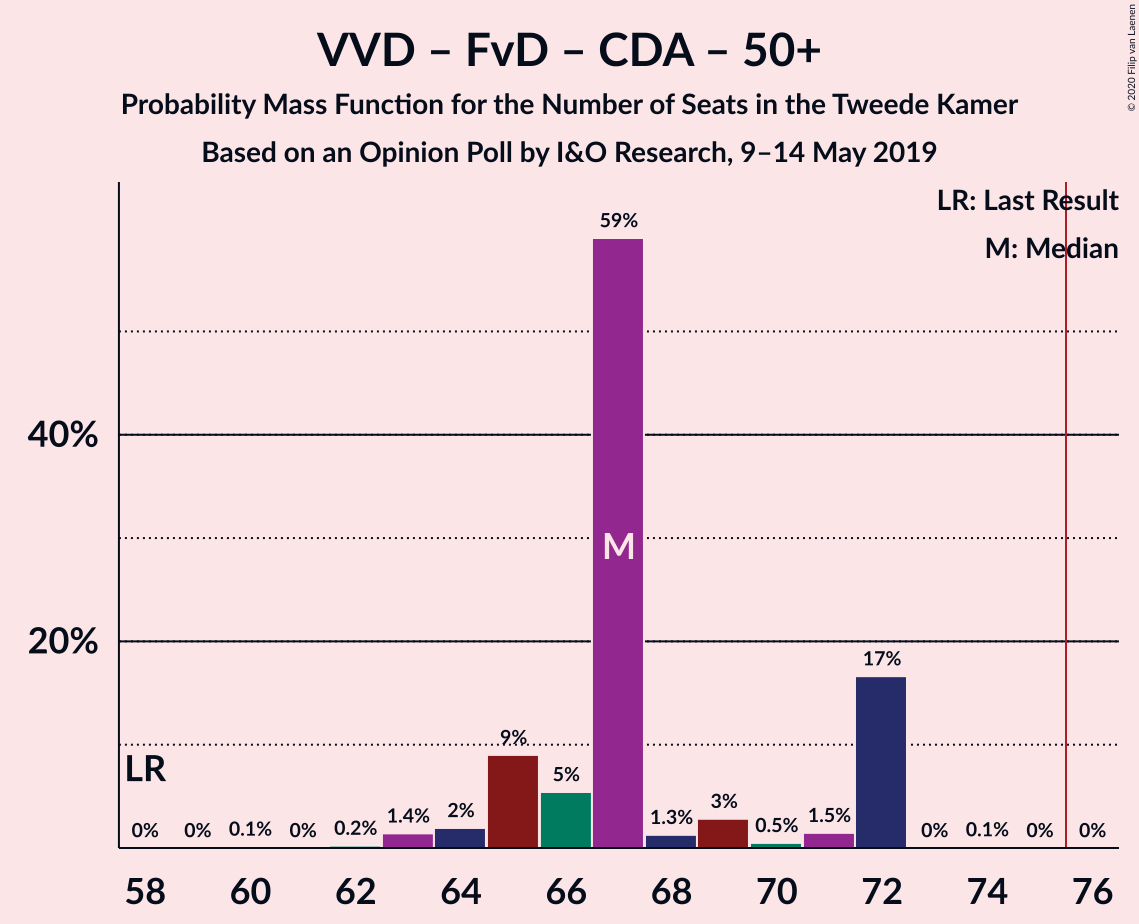 VVD – FvD – CDA – 50+
Probability Mass Function for the Number of Seats in the Tweede Kamer
Based on an Opinion Poll by I&O Research, 9–14 May 2019
© 2020 Filip van Laenen
LR: Last Result
M: Median
59%
40%
M
20%
17%
9%
LR
5%
0% 0% 0.1% 0% 0.2% 1.4% 2% 1.3% 3% 0.5% 1.5% 0% 0.1% 0% 0%
58 60 62 64 66 68 70 72 74 76